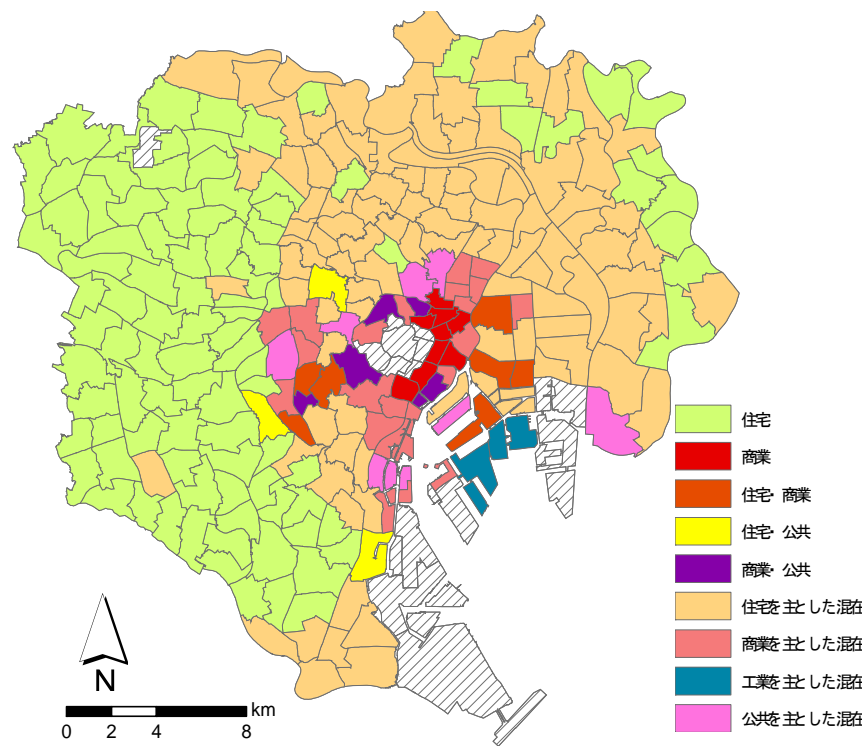 住宅
商業
住宅・商業
住宅・公共
商業・公共
住宅を主とした混在
商業を主とした混在
工業を主とした混在
公共を主とした混在
N
km
0 2 4 8